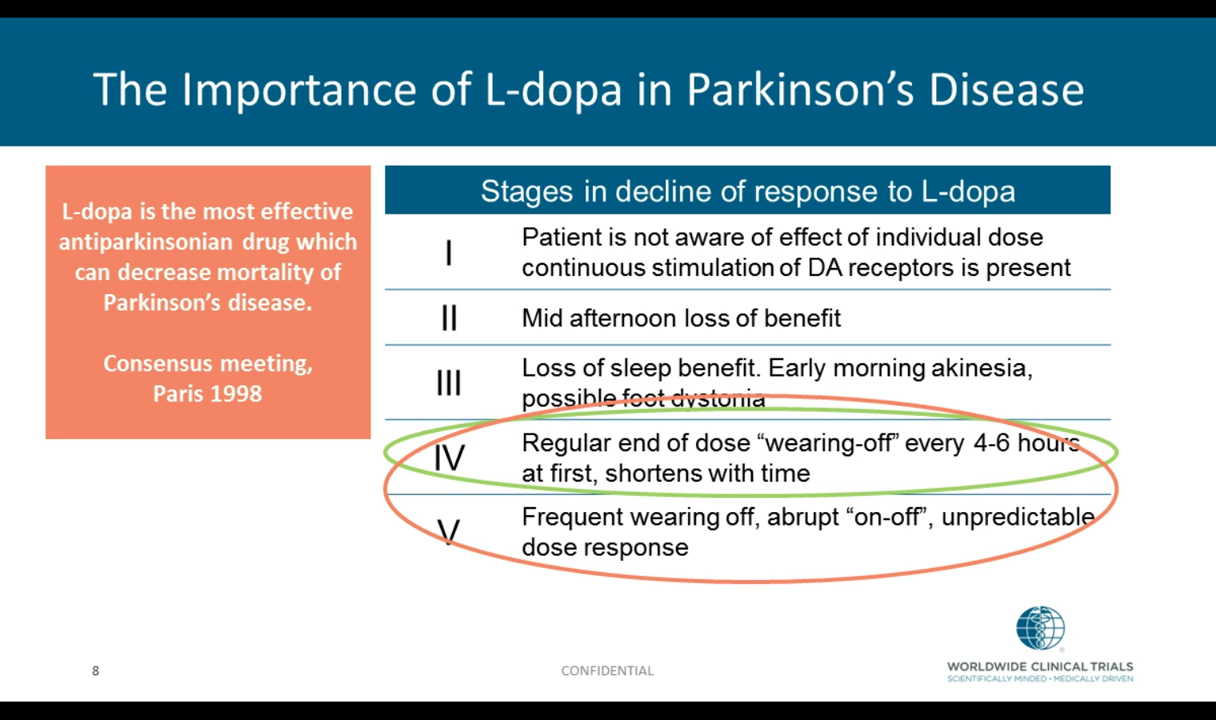 The Importance of L-dopa in Parkinson’s Disease
L-dopa is the most effective
antiparkinsonian drug which
can decrease mortality of
Parkinson’s disease.
Consensus meeting,
Paris 1998
Stages in decline of response to L-dopa
I
Patient is not aware of effect of individual dose
continuous stimulation of DA receptors is present
II
Mid afternoon loss of benefit
III
Loss of sleep benefit. Early morning akinesia,
possible foot dystonia
IV
Regular end of dose “wearing-off” every 4-6 hours
at first, shortens with time
V
Frequent wearing off, abrupt “on-off”, unpredictable
dose response
8
CONFIDENTIAL
WORLDWIDE CLINICAL TRIALS
SCIENTIFICALLY MINDED • MEDICALLY DRIVEN